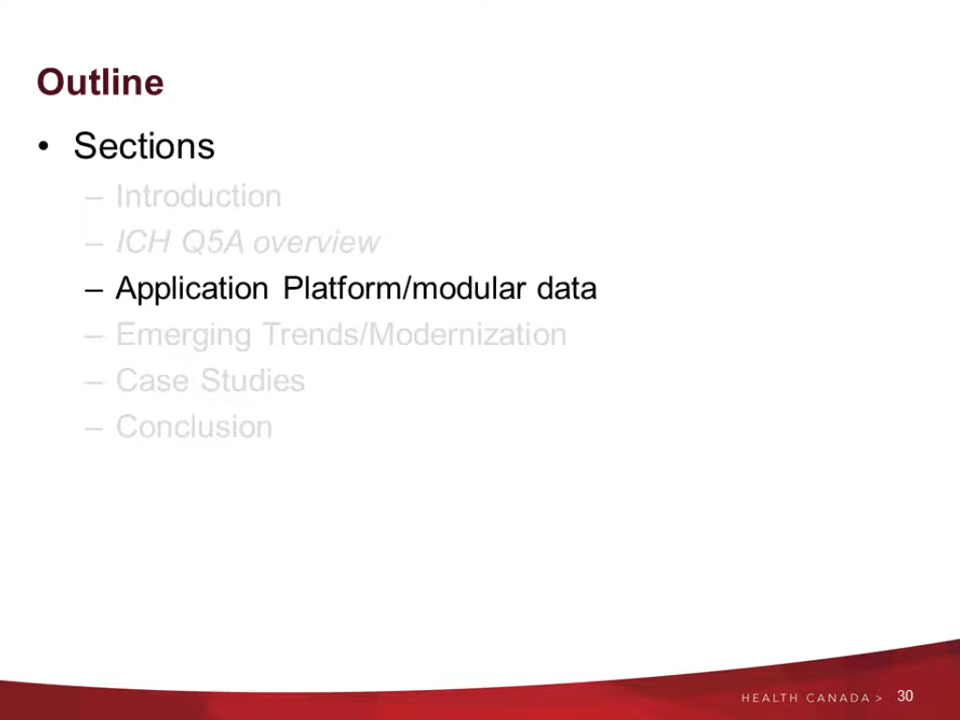 Outline
• Sections
– Introduction
– ICH Q5A overview
– Application Platform/modular data
– Emerging Trends/Modernization
– Case Studies
– Conclusion
HEALTH CANADA > 30